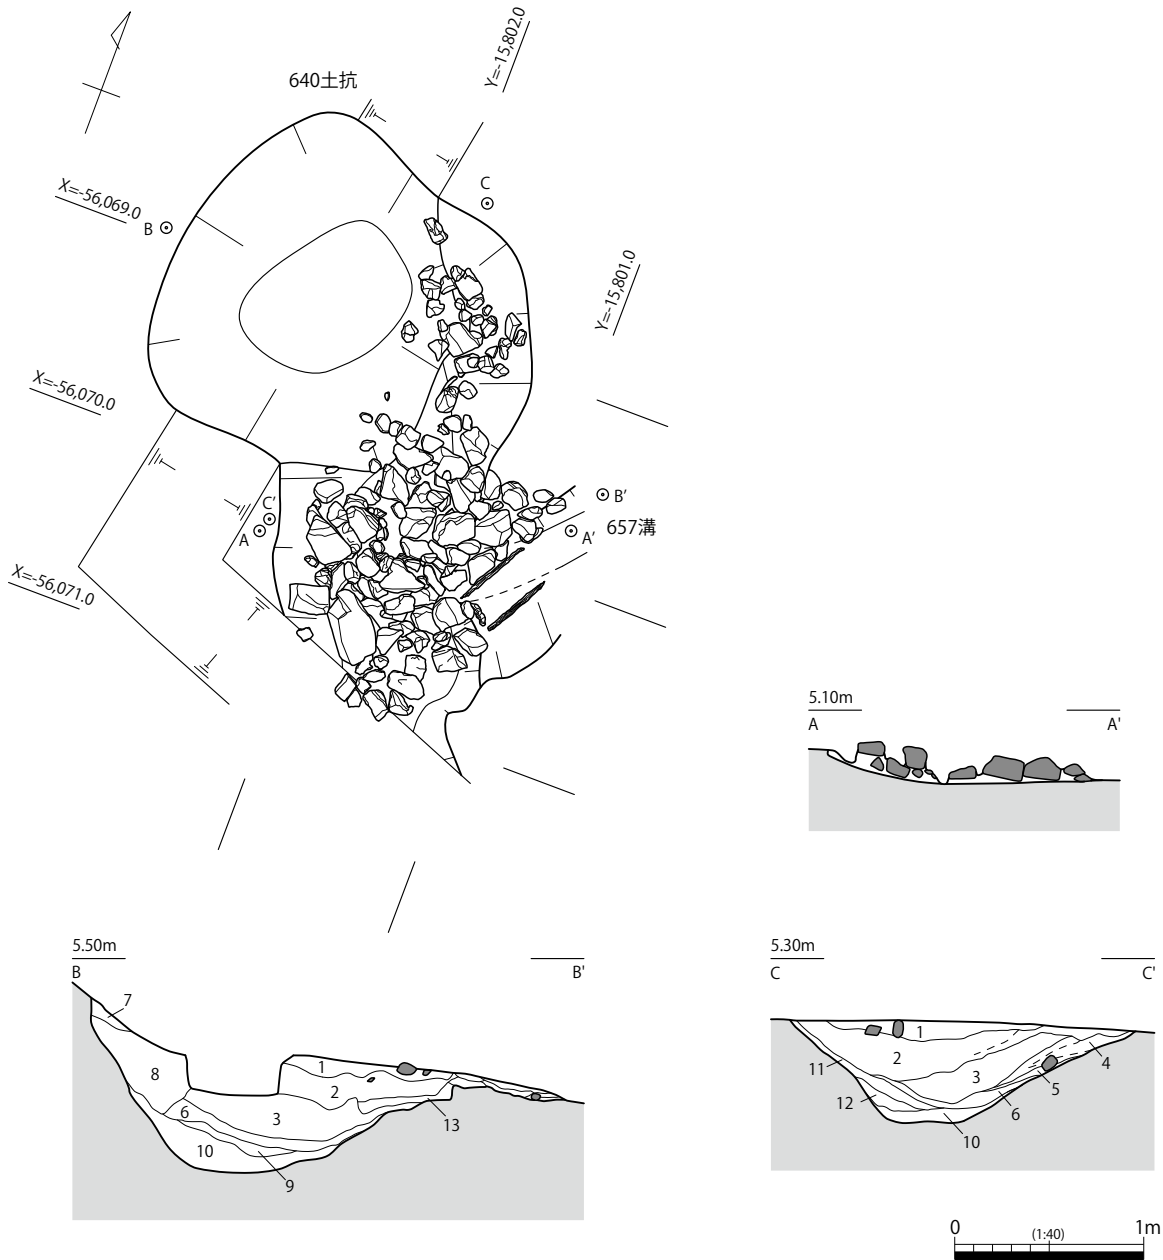 640土抗
Y=-15,802.0
X=-56,069.0
B
C
Y=-15,801.0
X=-56,070.0
C'
A
B'
A'
657溝
X=-56,071.0
5.10m
A
A'
5.50m
B
B'
7
8
1
2
3
6
10
13
9
5.30m
C
C'
1
2
3
4
5
6
11
12
10
0
(1:40)
1m